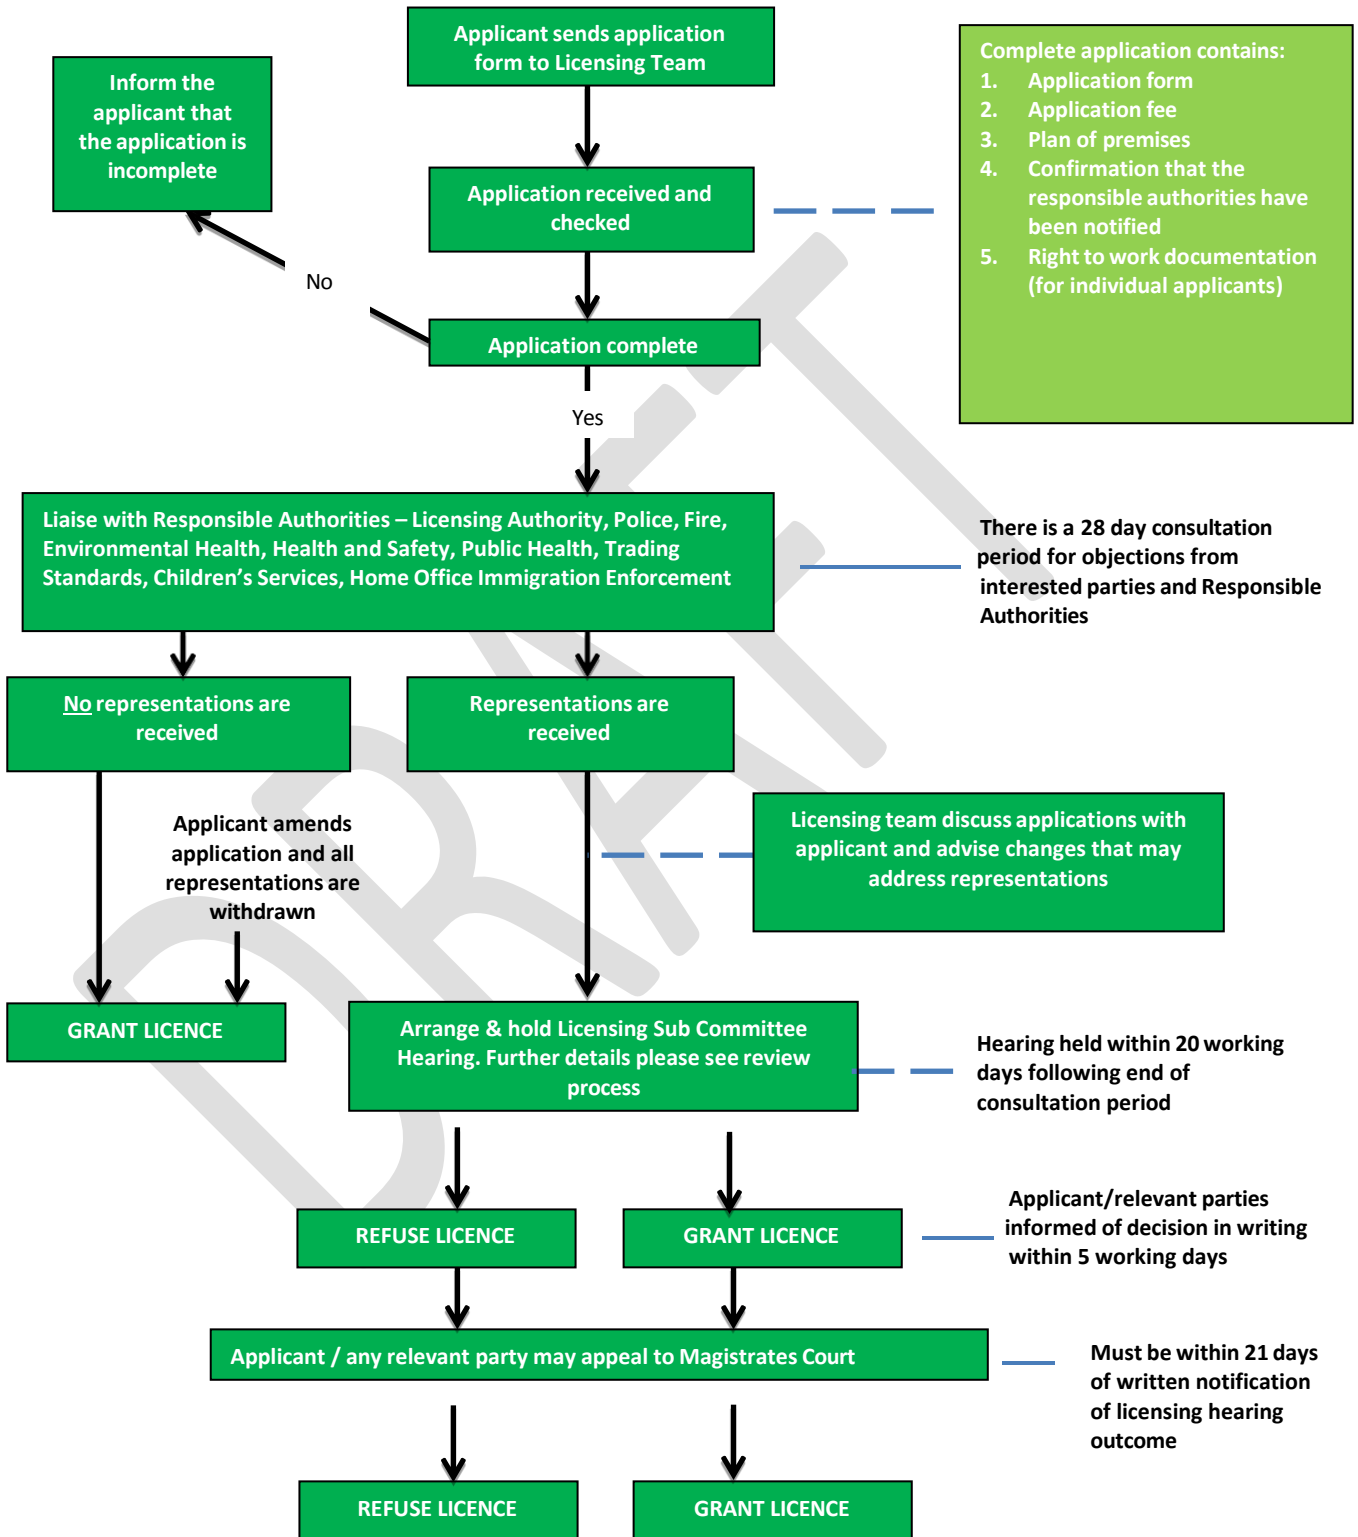 Applicant sends application
form to Licensing Team
Complete application contains:
1. Application form
2. Application fee
3. Plan of premises
4. Confirmation that the
responsible authorities have
been notified
5. Right to work documentation
(for individual applicants)
Inform the
applicant that
the application is
incomplete
Application received and
checked
No
Application complete
Yes
Liaise with Responsible Authorities – Licensing Authority, Police, Fire,
Environmental Health, Health and Safety, Public Health, Trading
Standards, Children’s Services, Home Office Immigration Enforcement
There is a 28 day consultation
period for objections from
interested parties and Responsible
Authorities
No representations are
received
Representations are
received
Applicant amends
application and all
representations are
withdrawn
Licensing team discuss applications with
applicant and advise changes that may
address representations
GRANT LICENCE
Arrange & hold Licensing Sub Committee
Hearing. Further details please see review
process
Hearing held within 20 working
days following end of
consultation period
REFUSE LICENCE
GRANT LICENCE
Applicant/relevant parties
informed of decision in writing
within 5 working days
Applicant / any relevant party may appeal to Magistrates Court
Must be within 21 days
of written notification
of licensing hearing
outcome
REFUSE LICENCE
GRANT LICENCE
DRAFT